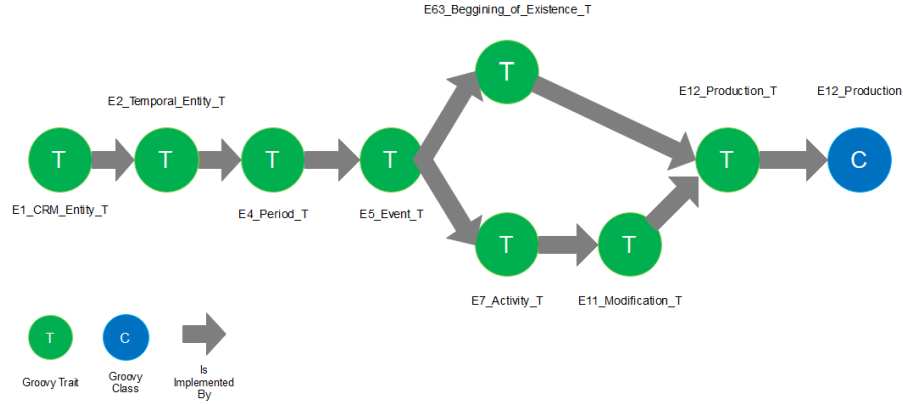 E63_Beggining_of_Existence_T
T
E2_Temporal_Entity_T
E12_Production_T
E12_Production
T
T
T
T
T
C
E1_CRM_Entity_T
E4_Period_T
E5_Event_T
T
T
E7_Activity_T
E11_Modification_T
T
C
Groovy Trait
Groovy
Class
Is
Implemented
By